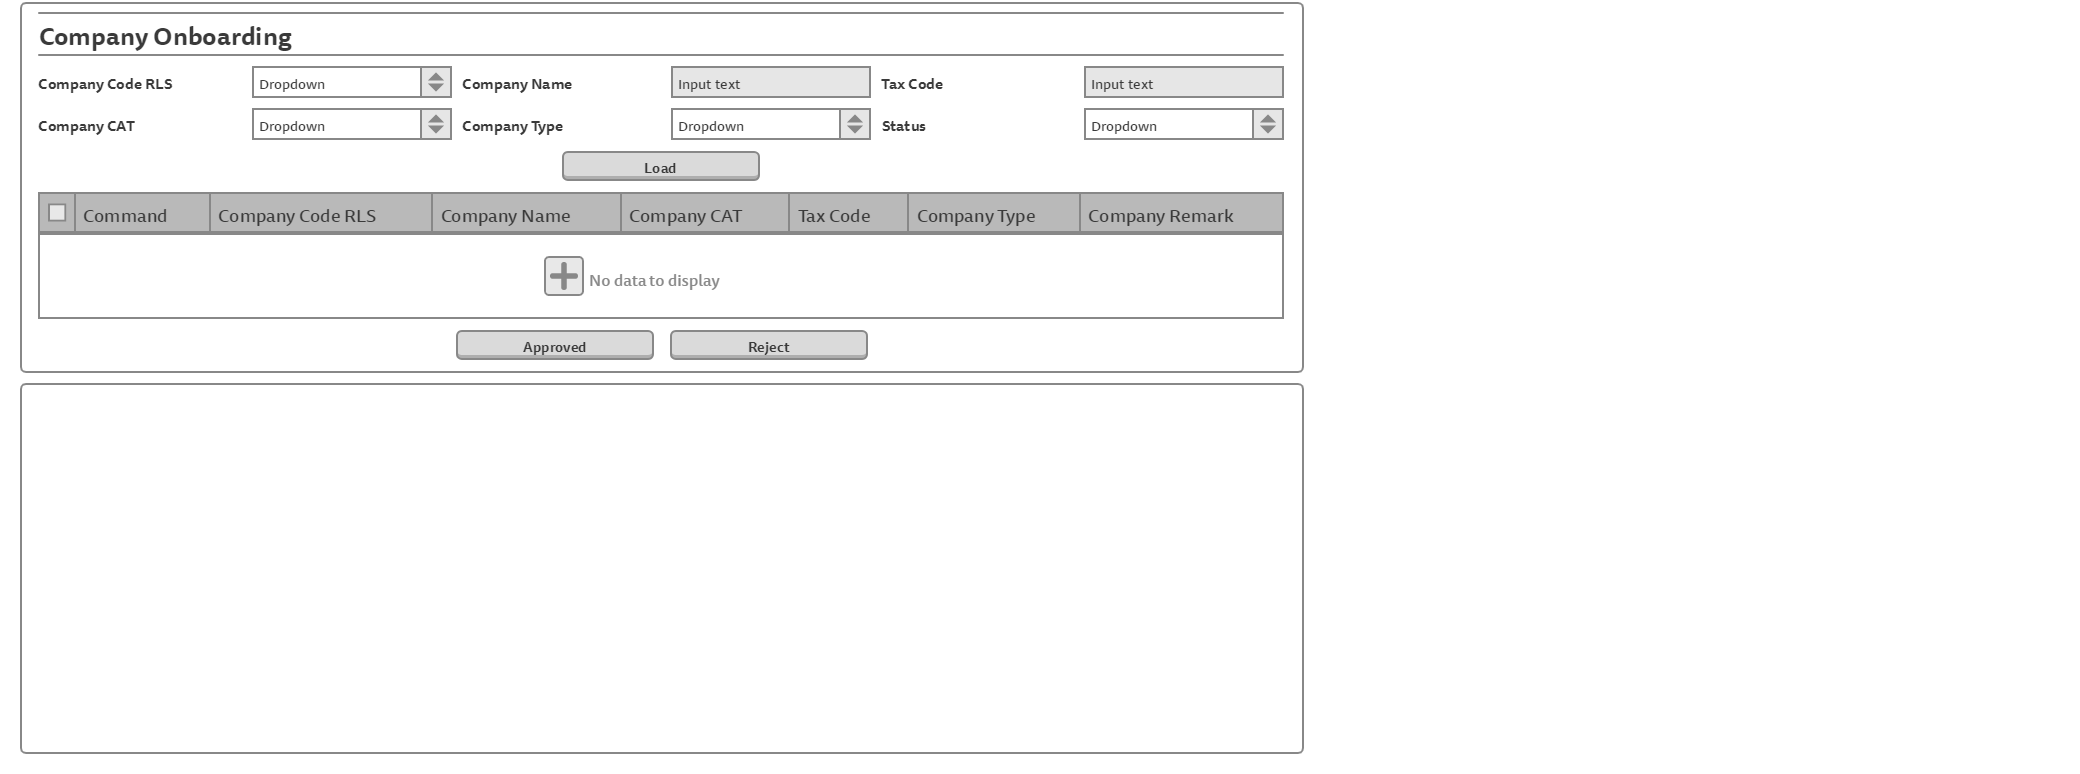 Company Onboarding
Company Code RLS Dropdown Company Name Input text Tax Code Input text
Company CAT Dropdown Company Type Dropdown Status Dropdown
Load
Command Company Code RLS Company Name Company CAT Tax Code Company Type Company Remark
No data to display
Approved Reject